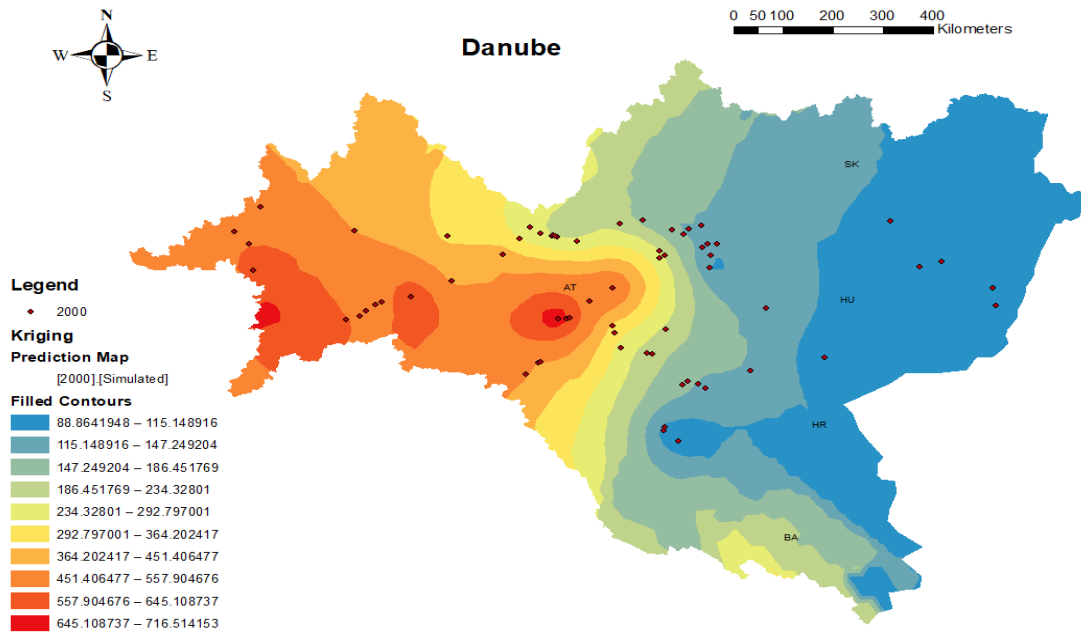 N
W E
S
Danube
0 50 100 200 300 400
Kilometers
SK
AT
HU
HR
BA
Legend
2000
Kriging
Prediction Map
[2000].[Simulated]
Filled Contours
88.8641948 – 115.148916
115.148916 – 147.249204
147.249204 – 186.451769
186.451769 – 234.32801
234.32801 – 292.797001
292.797001 – 364.202417
364.202417 – 451.406477
451.406477 – 557.904676
557.904676 – 645.108737
645.108737 – 716.514153